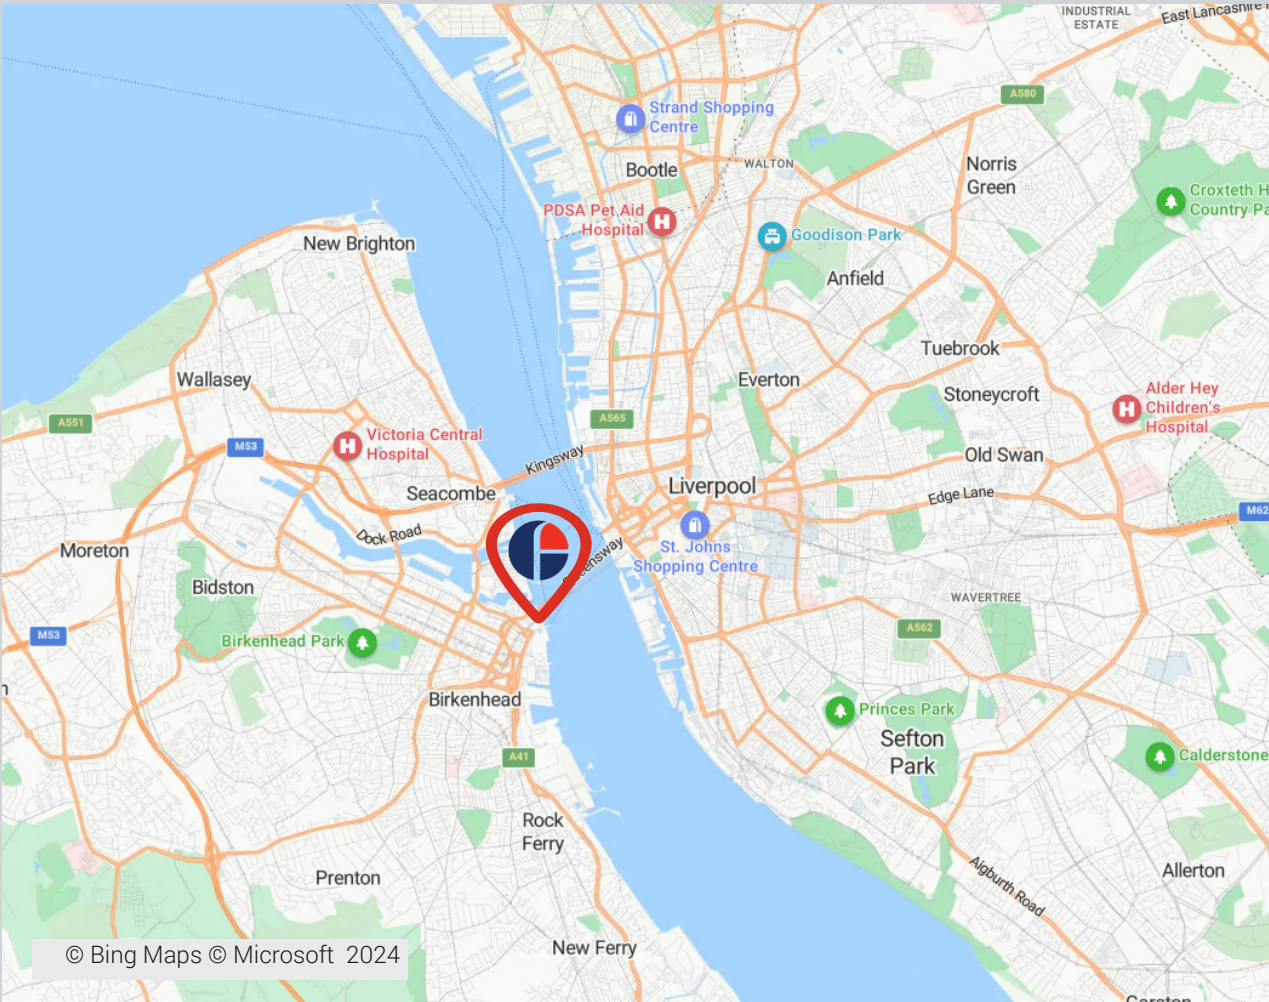 INDUSTRIAL
ESTATE
East Lancashire
A580
Strand Shopping
Centre
Bootle
WALTON
Norris
Green
Croxteth H
Country Pa
PDSA Pet Aid
Hospital
Goodison Park
New Brighton
Anfield
Tuebrook
Wallasey
Everton
Stoneycroft
Alder Hey
Children's
Hospital
A551
A565
M53
Victoria Central
Hospital
Kingsway
Old Swan
Seacombe
Liverpool
Edge Lane
M62
Dock Road
St. Johns
Shopping Centre
Queensway
Moreton
Bidston
WAVERTREE
M53
Birkenhead Park
A562
Birkenhead
Princes Park
Sefton
Park
A41
Calderstone
Rock
Ferry
Prenton
Aigburth Road
Allerton
New Ferry
© Bing Maps © Microsoft 2024
Garston